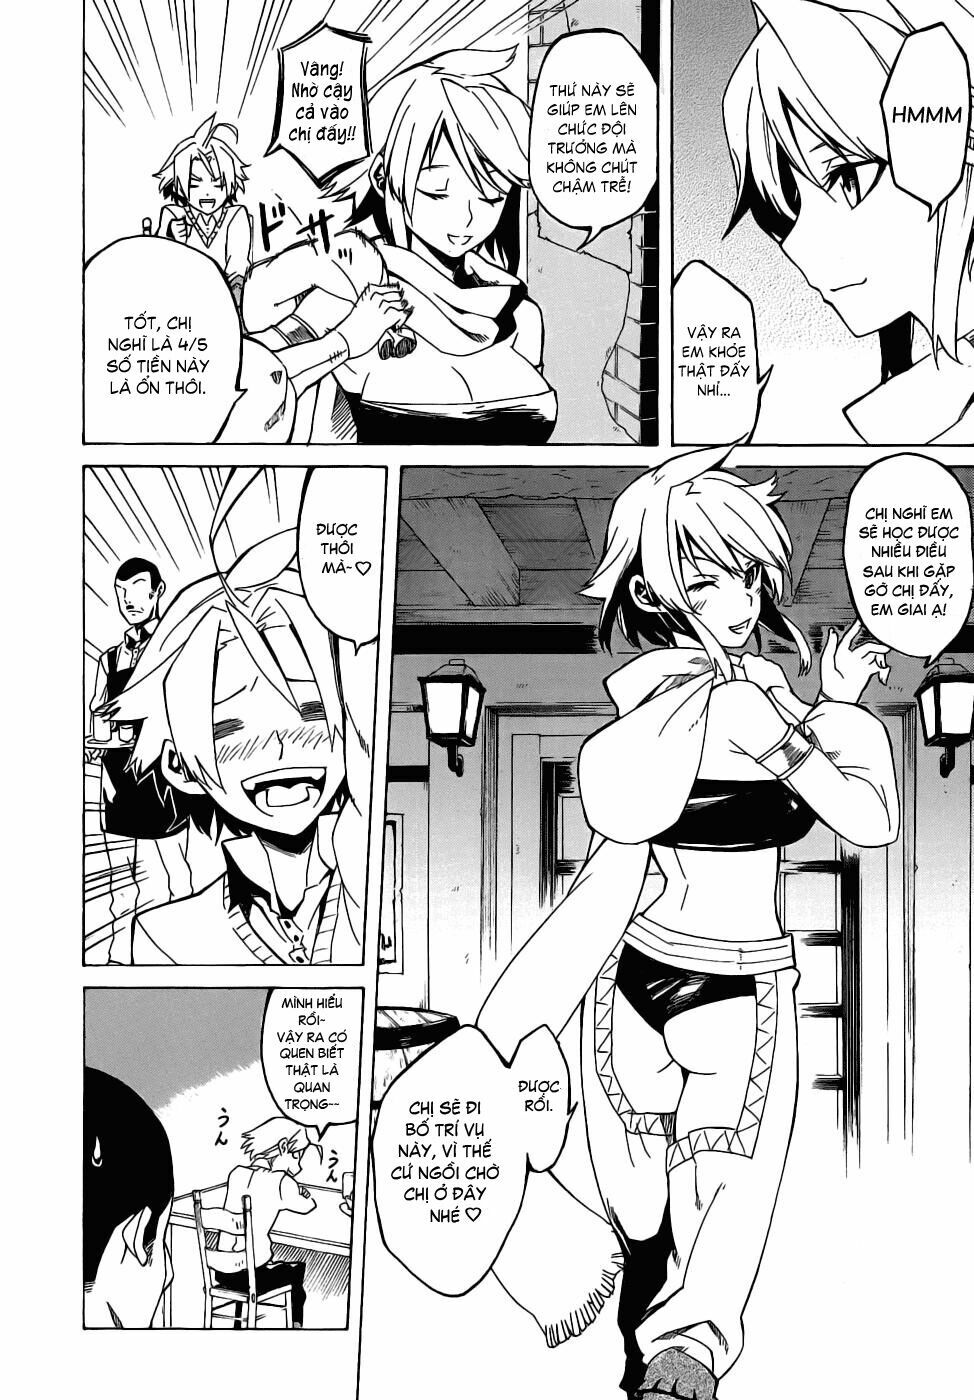 HMMM
VẬY RA
EM KHÓE
THẬT ĐẤY
NHỈ...
THỨ NÀY SẼ
GIÚP EM LÊN
CHỨC ĐỘI
TRƯỞNG MÀ
KHÔNG CHÚT
CHẬM TRỄ!
Vâng!
Nhờ cậy
cả vào
chị đấy!!
ドドド
TỐT, CHỊ
NGHĨ LÀ 4/5
SỐ TIỀN NÀY
LÀ ỔN THÔI.
CHỊ NGHĨ EM
SẼ HỌC ĐƯỢC
NHIỀU ĐIỀU
SAU KHI GẶP
GỠ CHỊ ĐẤY,
EM GIAI Ạ!
ĐƯỢC
RỒI.
CHỊ SẼ ĐI
BỐ TRÍ VỤ
NÀY, VÌ THẾ
CỨ NGỒI CHỜ
CHỊ Ở ĐÂY
NHÉ ♡
ĐƯỢC
THÔI
MÀ~♡
MÌNH HIỂU
RỒI~
VẬY RA CÓ
QUEN BIẾT
THẬT LÀ
QUAN
TRỌNG~~
うん
うん